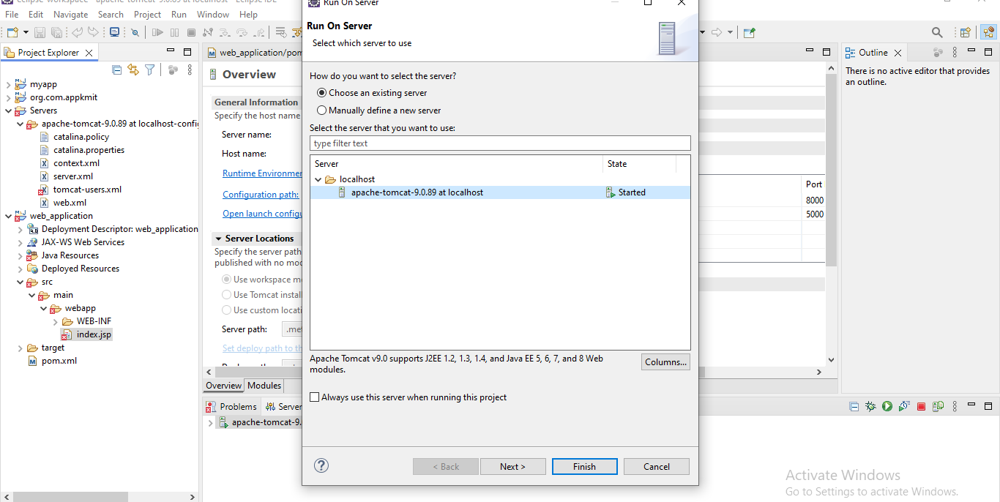 eclipse-workspace - apache-tomcat-9.0.89 at localhost - Eclipse IDE
File Edit Navigate Search Project Run Window Help
Project Explorer
myapp
org.com.appkmit
Servers
apache-tomcat-9.0.89 at localhost-config
catalina.policy
catalina.properties
context.xml
server.xml
tomcat-users.xml
web.xml
web_application
Deployment Descriptor: web_application
JAX-WS Web Services
Java Resources
Deployed Resources
src
main
webapp
WEB-INF
index.jsp
target
pom.xml
web_application/pom
Overview
General Information
Specify the host name
Server name:
Host name:
Runtime Environmen
Configuration path:
Open launch configu
Server Locations
Specify the server path
published with no mod
Use workspace m
Use Tomcat install
Use custom locati
Server path:
.met
Set deploy path to th
Overview Modules
Problems Server
apache-tomcat-9.
Run On Server
Run On Server
Select which server to use
How do you want to select the server?
Choose an existing server
Manually define a new server
Select the server that you want to use:
type filter text
Server State
localhost
apache-tomcat-9.0.89 at localhost Started
Apache Tomcat v9.0 supports J2EE 1.2, 1.3, 1.4, and Java EE 5, 6, 7, and 8 Web
modules.
Columns...
Always use this server when running this project
< Back Next > Finish Cancel
Port
8000
5000
Outline
There is no active editor that provides
an outline.
Activate Windows
Go to Settings to activate Windows.